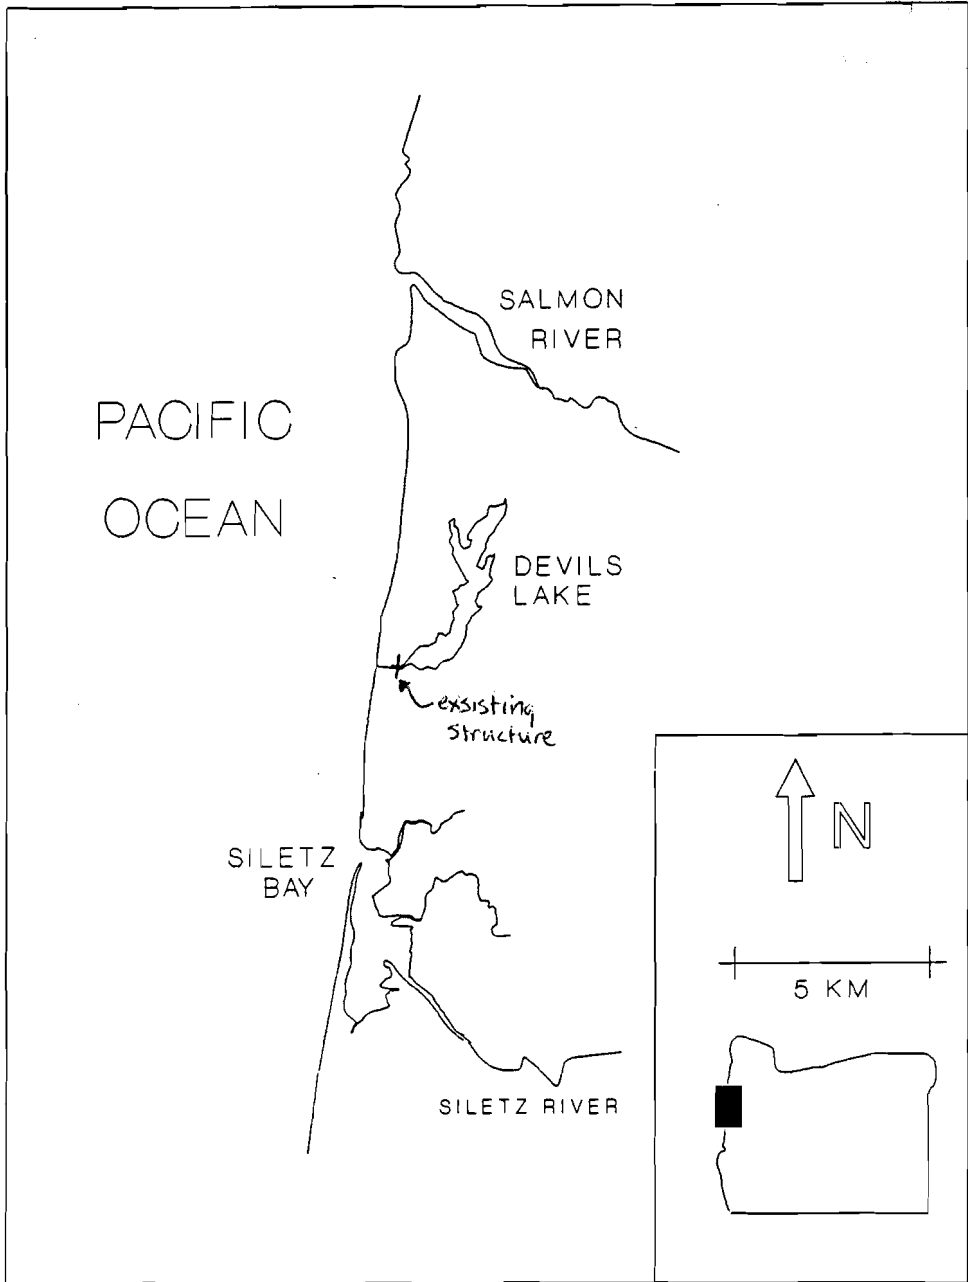 SALMON
RIVER
PACIFIC
OCEAN
DEVILS
LAKE
exsisting
structure
SILETZ
BAY
N
5 KM
SILETZ RIVER